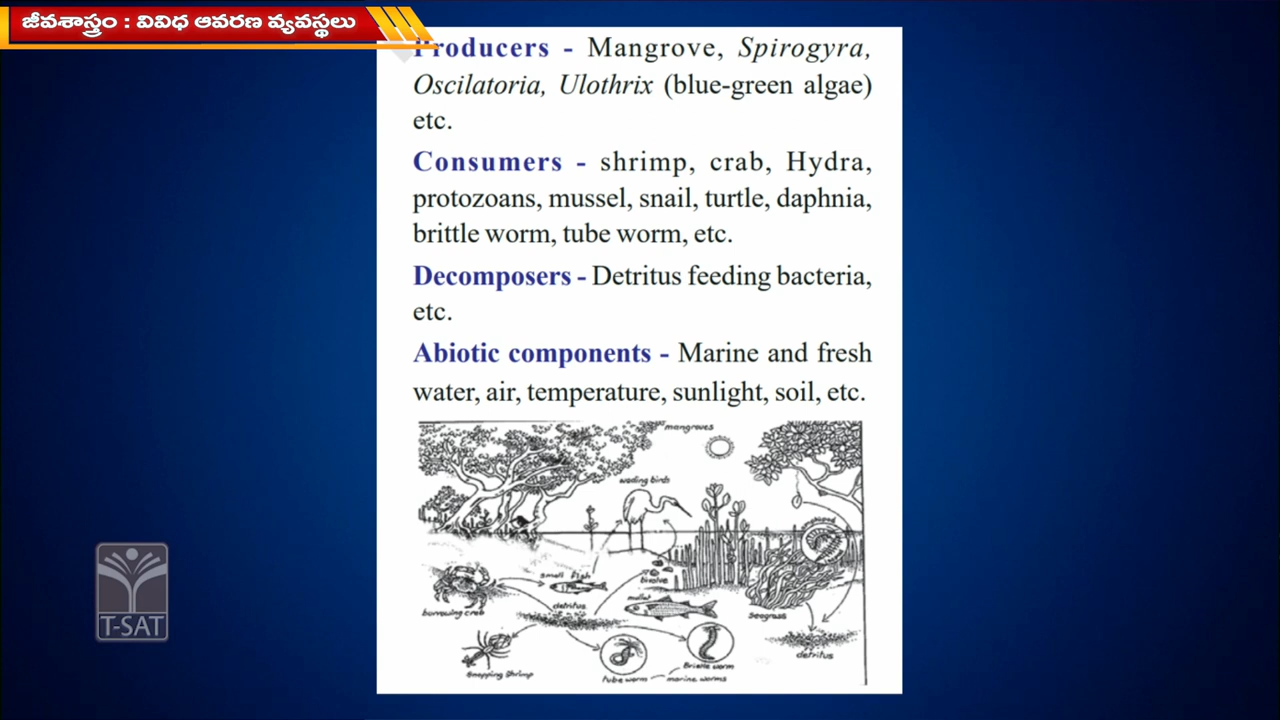 జీవశాస్త్రం : వివిధ ఆవరణ వ్యవస్థలు
Producers - Mangrove, Spirogyra,
Oscilatoria, Ulothrix (blue-green algae)
etc.
Consumers - shrimp, crab, Hydra,
protozoans, mussel, snail, turtle, daphnia,
brittle worm, tube worm, etc.
Decomposers - Detritus feeding bacteria,
etc.
Abiotic components - Marine and fresh
water, air, temperature, sunlight, soil, etc.
mangroves
wading birds
small fish
bivalve
detritus
mullet
burrowing crab
seagrass
detritus
Snapping Shrimp
tube worm
marine worms
Bristle worm
T-SAT